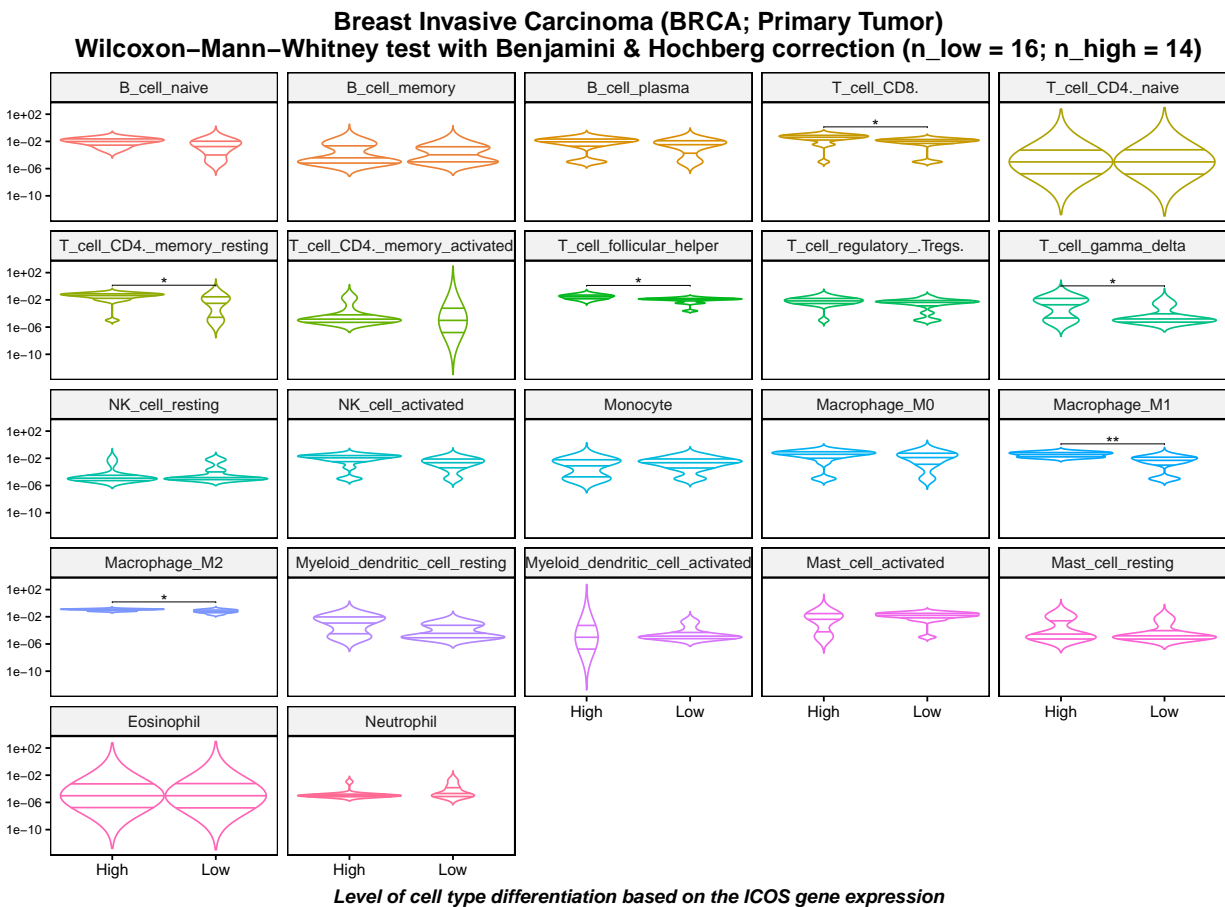 Breast Invasive Carcinoma (BRCA; Primary Tumor)
Wilcoxon−Mann−Whitney test with Benjamini & Hochberg correction (n_low = 16; n_high = 14)
B_cell_naive B_cell_memory B_cell_plasma T_cell_CD8. T_cell_CD4._naive
1e+02
*
1e−02
1e−06
1e−10
T_cell_CD4._memory_resting T_cell_CD4._memory_activated T_cell_follicular_helper T_cell_regulatory_.Tregs. T_cell_gamma_delta
1e+02
* * *
1e−02
1e−06
1e−10
NK_cell_resting NK_cell_activated Monocyte Macrophage_M0 Macrophage_M1
1e+02
**
1e−02
1e−06
1e−10
Macrophage_M2 Myeloid_dendritic_cell_resting Myeloid_dendritic_cell_activated Mast_cell_activated Mast_cell_resting
1e+02
*
1e−02
1e−06
1e−10
High Low High Low High Low
Eosinophil Neutrophil
1e+02
1e−02
1e−06
1e−10
High Low High Low
Level of cell type differentiation based on the ICOS gene expression